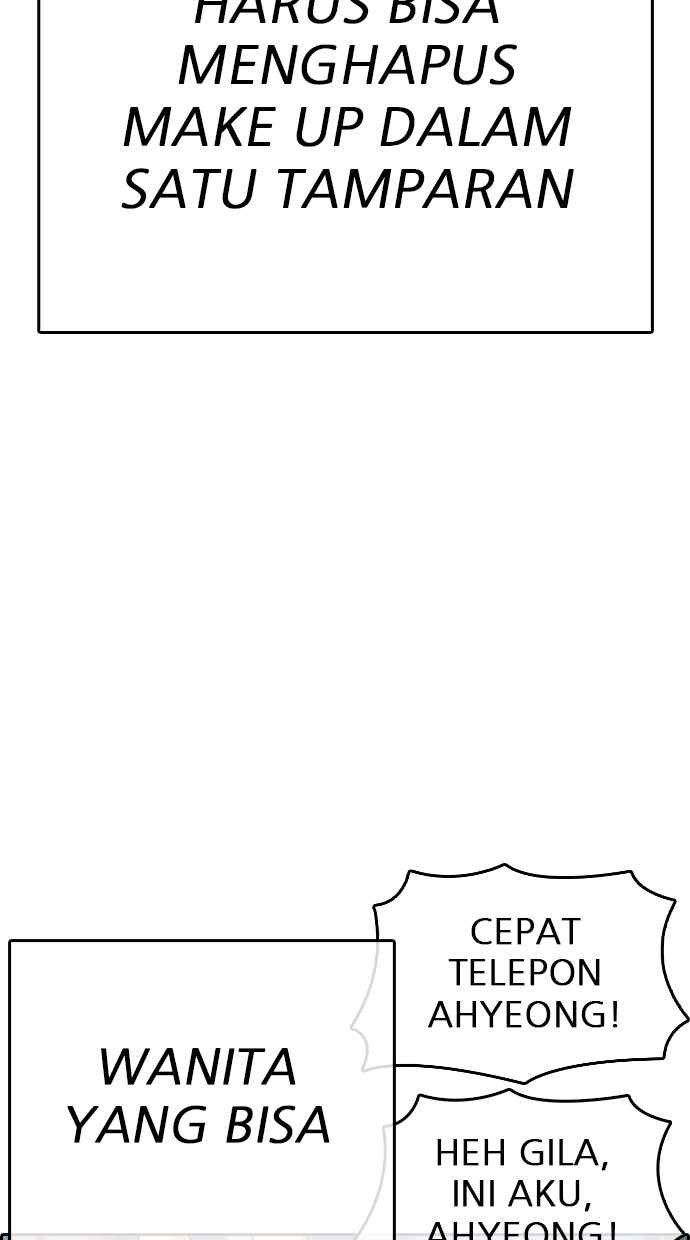 HARUS BISA
MENGHAPUS
MAKE UP DALAM
SATU TAMPARAN
CEPAT
TELEPON
AHYEONG!
WANITA
YANG BISA
HEH GILA,
INI AKU,
AHYEONG!